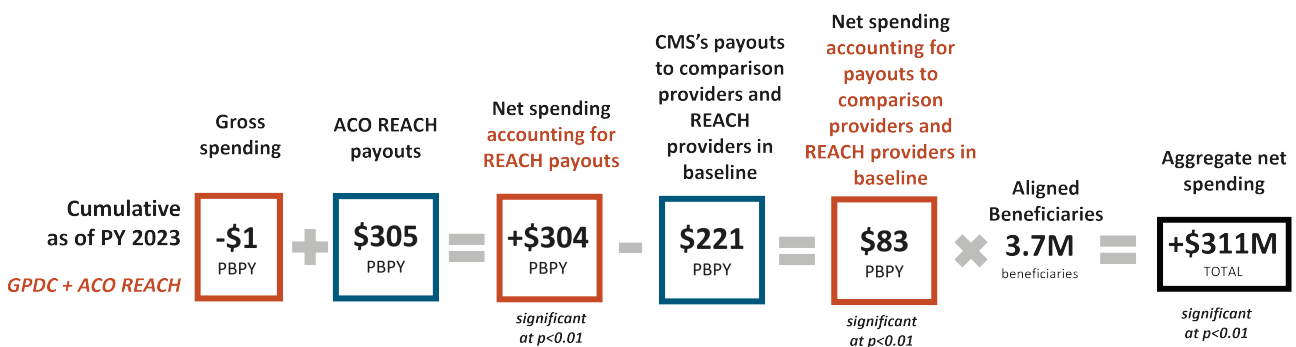 Gross
spending
ACO REACH
payouts
Net spending
accounting for
REACH payouts
CMS's payouts
to comparison
providers and
REACH
providers in
baseline
Net spending
accounting for
payouts to
comparison
providers and
REACH providers in
baseline
Aligned
Beneficiaries
Aggregate net
spending
Cumulative
as of PY 2023
GPDC + ACO REACH
-$1
PBPY
+
$305
PBPY
=
+$304
PBPY
significant
at p<0.01
-
$221
PBPY
=
$83
PBPY
significant
at p<0.01
×
3.7M
beneficiaries
=
+$311M
TOTAL
significant
at p<0.01